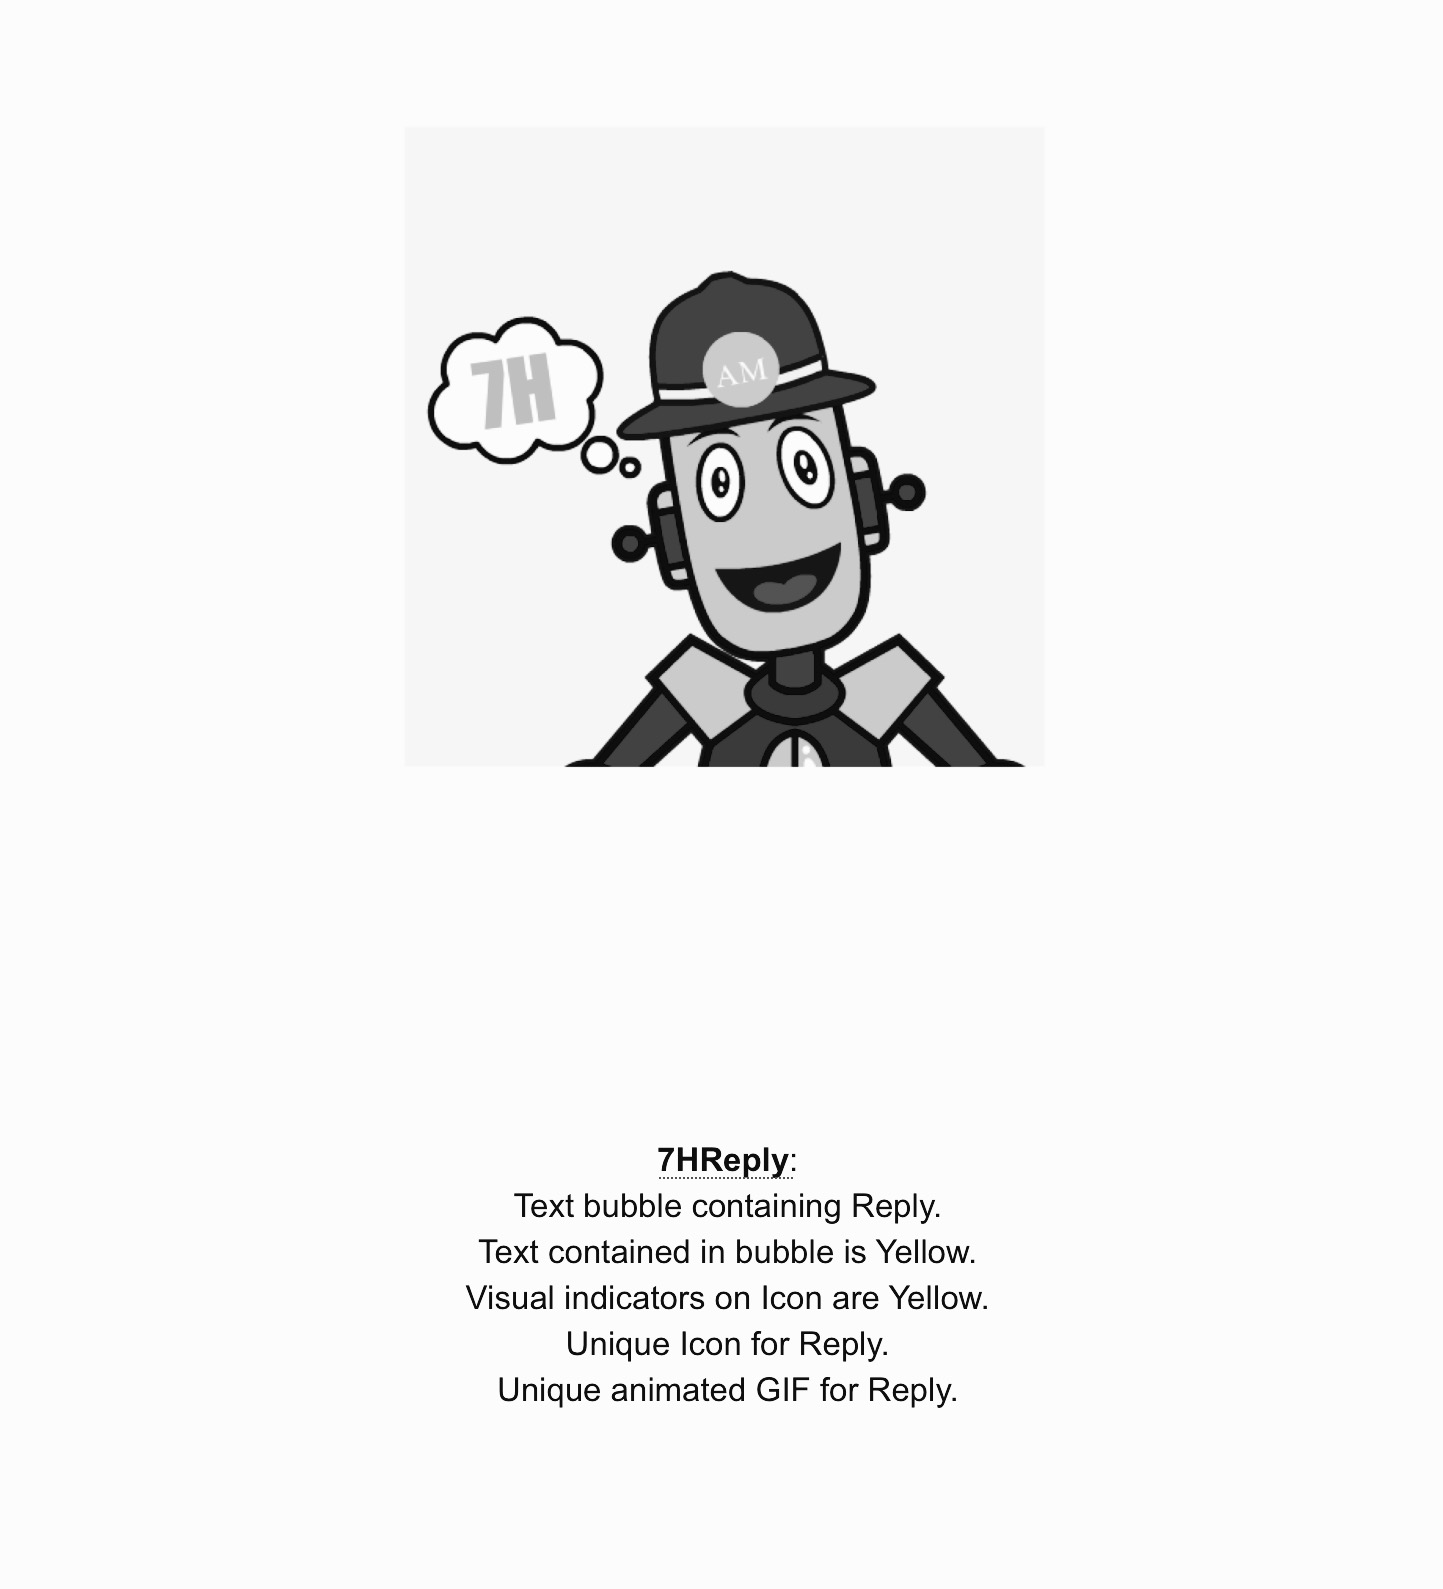 7H
AM
7HReply:
Text bubble containing Reply.
Text contained in bubble is Yellow.
Visual indicators on Icon are Yellow.
Unique Icon for Reply.
Unique animated GIF for Reply.